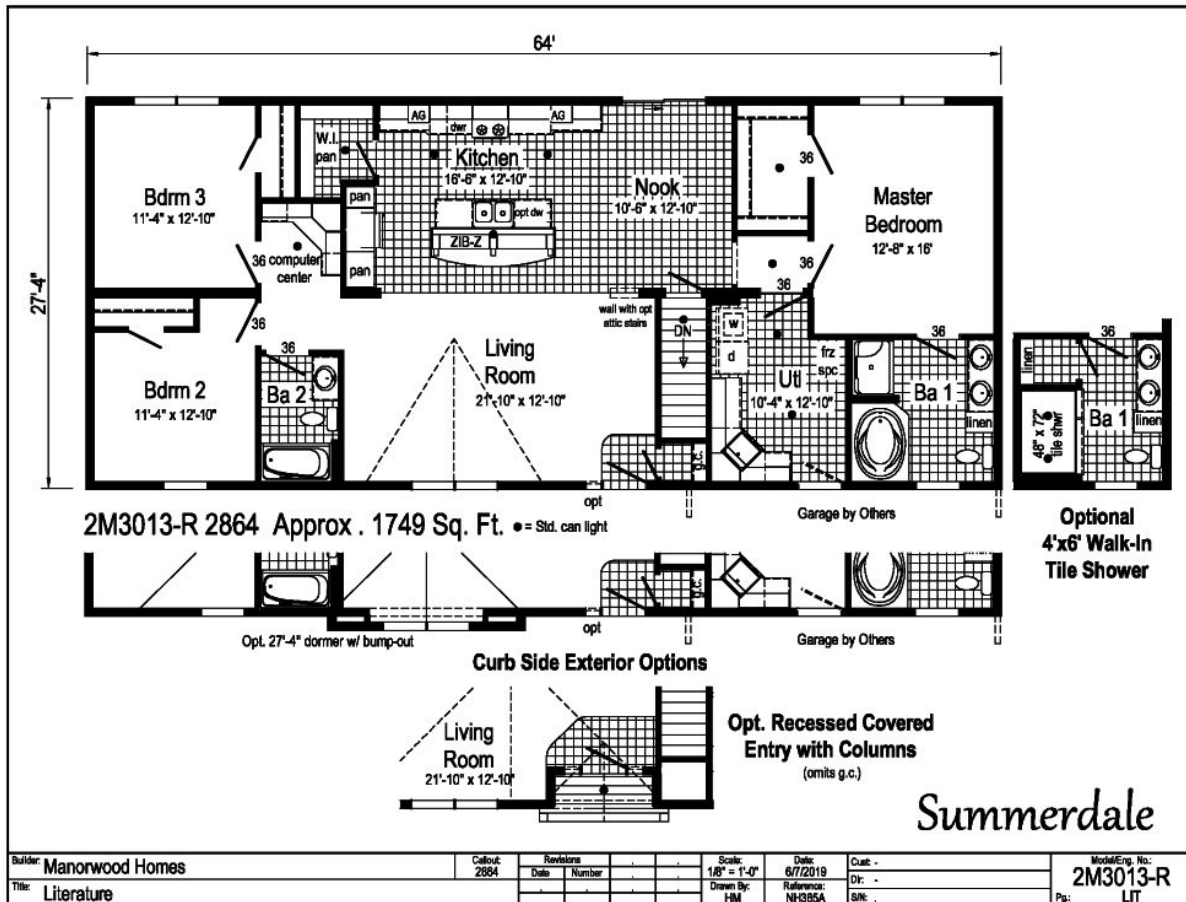 64'
27'-4"
AG
dwr
AG
W.I.
pan
Kitchen
16'-6" x 12'-10"
Nook
10'-6" x 12'-10"
36
Master
Bedroom
12'-8" x 16'
Bdrm 3
11'-4" x 12'-10"
pan
opt dw
ZIB-Z
pan
36
computer
center
36
36
wall with opt
attic stairs
36
36
Bdrm 2
11'-4" x 12'-10"
Ba 2
Living
Room
21'-10" x 12'-10"
DN
w
d
frz
spc
Utl
10'-4" x 12'-10"
36
Ba 1
linen
g.c.
opt
Garage by Others
36
linen
48" x 72"
tile shwr
Ba 1
linen
Optional
4'x6' Walk-In
Tile Shower
2M3013-R 2864 Approx . 1749 Sq. Ft. ● = Std. can light
g.c.
opt
Garage by Others
Opt. 27'-4" dormer w/ bump-out
Curb Side Exterior Options
Living
Room
21'-10" x 12'-10"
Opt. Recessed Covered
Entry with Columns
(omits g.c.)
Summerdale
Builder: Manorwood Homes
Title: Literature
Callout:
2864
Revisions
Date Number
Scale:
1/8" = 1'-0"
Drawn By:
HM
Date:
6/7/2019
Reference:
NH365A
Cust: -
Dlr: -
S/N: .
Model/Eng. No.:
2M3013-R
Pg.: LIT